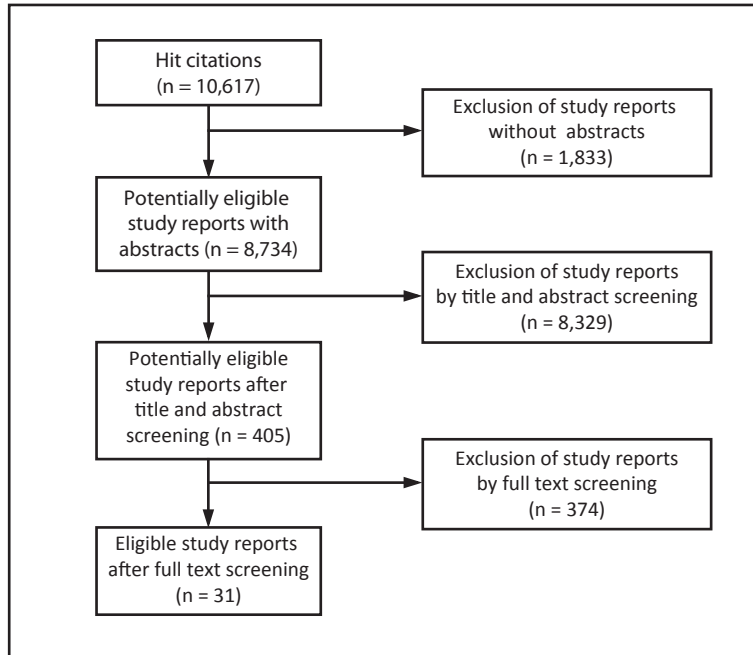 Hit citations
(n = 10,617)
Exclusion of study reports
without abstracts
(n = 1,833)
Potentially eligible
study reports with
abstracts (n = 8,734)
Exclusion of study reports
by title and abstract screening
(n = 8,329)
Potentially eligible
study reports after
title and abstract
screening (n = 405)
Exclusion of study reports
by full text screening
(n = 374)
Eligible study reports
after full text screening
(n = 31)